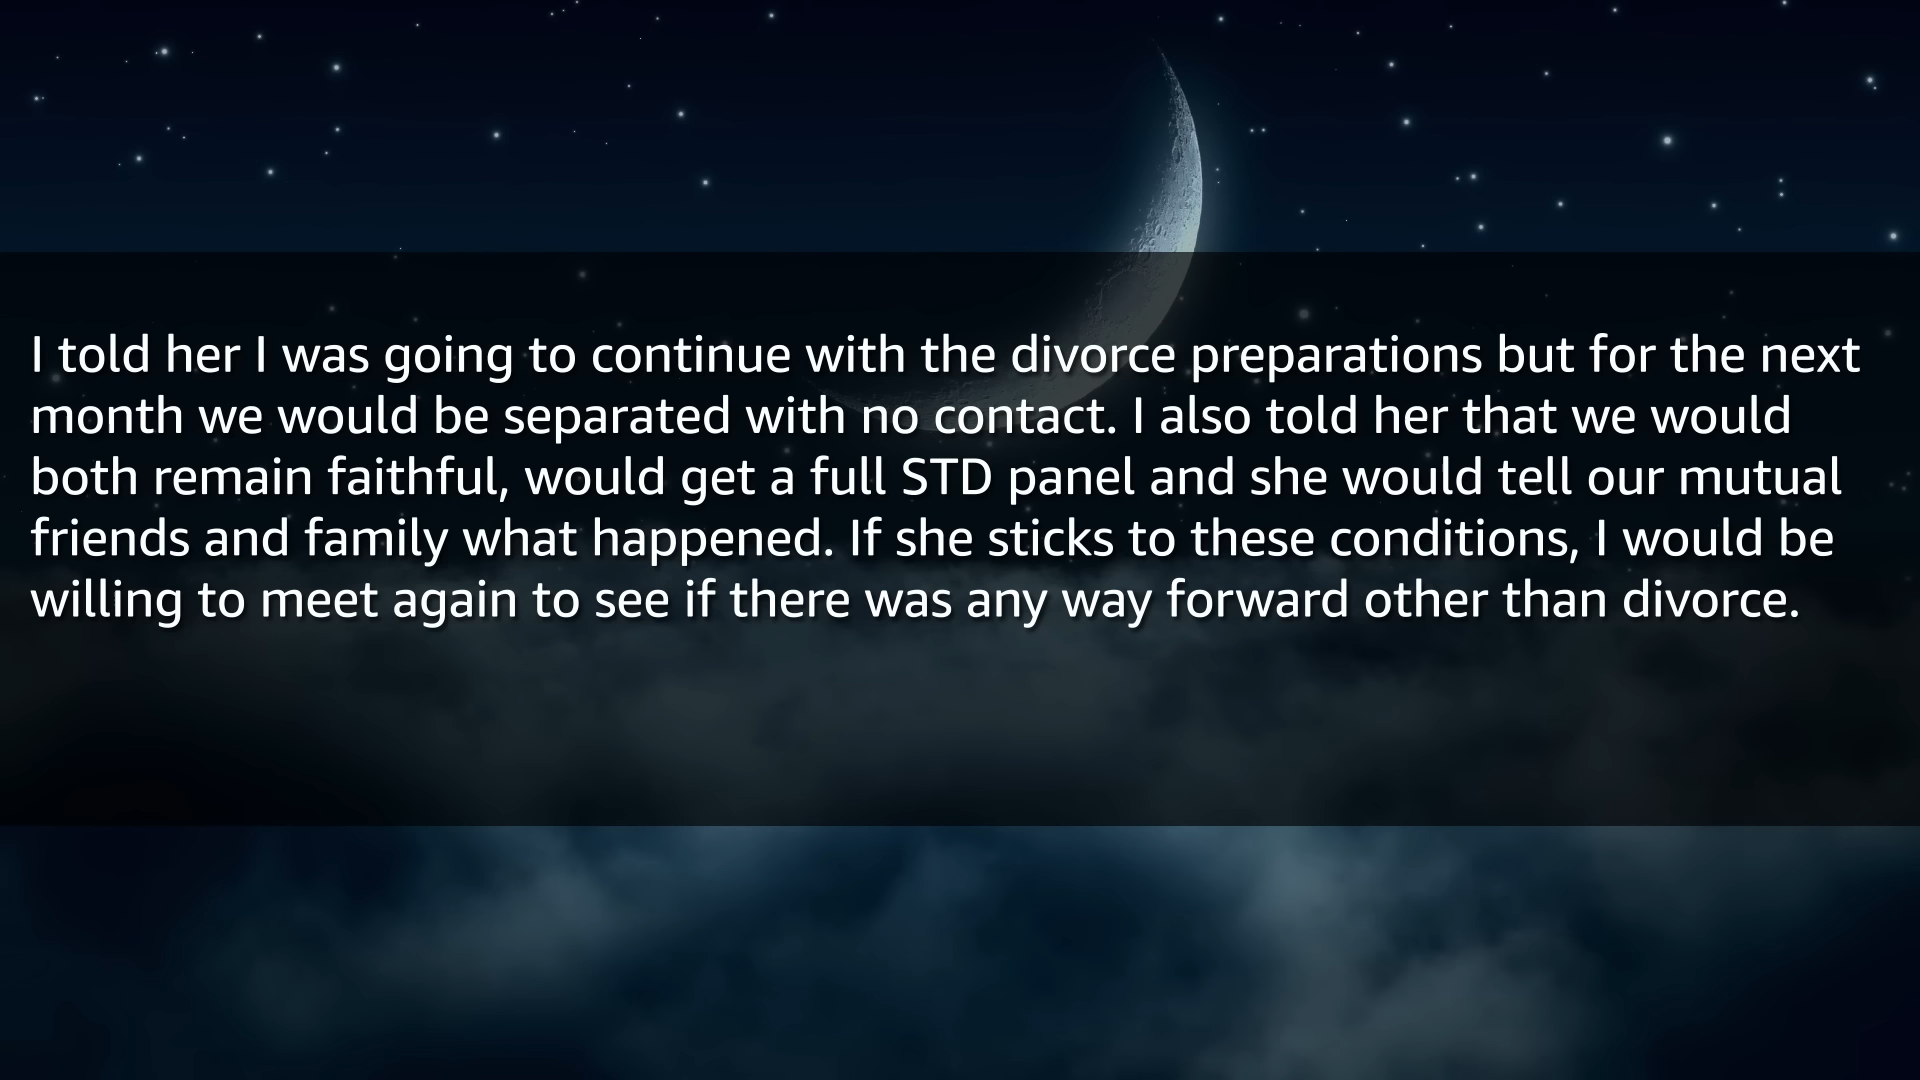 I told her I was going to continue with the divorce preparations but for the next
month we would be separated with no contact. I also told her that we would
both remain faithful, would get a full STD panel and she would tell our mutual
friends and family what happened. If she sticks to these conditions, I would be
willing to meet again to see if there was any way forward other than divorce.